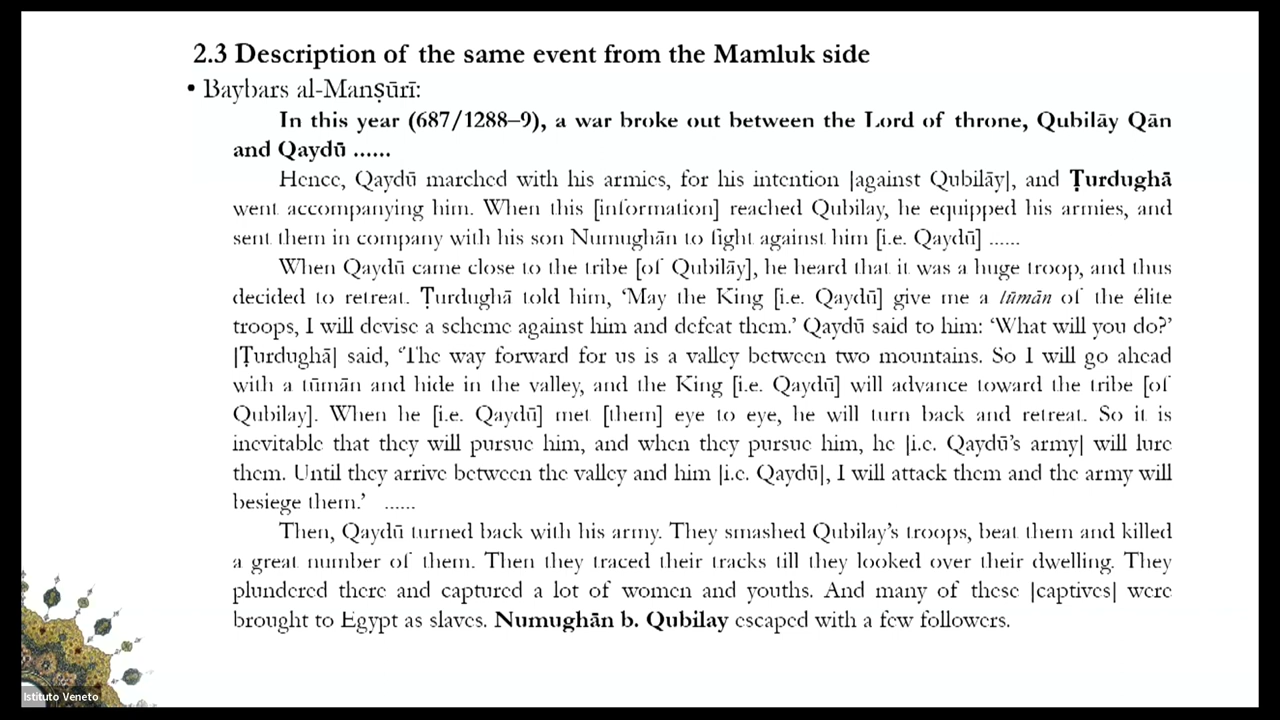 2.3 Description of the same event from the Mamluk side
• Baybars al-Manṣūrī:
In this year (687/1288–9), a war broke out between the Lord of throne, Qubilāy Qān
and Qaydū ......
Hence, Qaydū marched with his armies, for his intention [against Qubilāy], and Ṭurdughā
went accompanying him. When this [information] reached Qubilay, he equipped his armies, and
sent them in company with his son Numughān to fight against him [i.e. Qaydū] ......
When Qaydū came close to the tribe [of Qubilāy], he heard that it was a huge troop, and thus
decided to retreat. Ṭurdughā told him, ‘May the King [i.e. Qaydū] give me a tūmān of the élite
troops, I will devise a scheme against him and defeat them.’ Qaydū said to him: ‘What will you do?’
[Ṭurdughā] said, ‘The way forward for us is a valley between two mountains. So I will go ahead
with a tūmān and hide in the valley, and the King [i.e. Qaydū] will advance toward the tribe [of
Qubilay]. When he [i.e. Qaydū] met [them] eye to eye, he will turn back and retreat. So it is
inevitable that they will pursue him, and when they pursue him, he [i.e. Qaydū’s army] will lure
them. Until they arrive between the valley and him [i.e. Qaydū], I will attack them and the army will
besiege them.’ ......
Then, Qaydū turned back with his army. They smashed Qubilay’s troops, beat them and killed
a great number of them. Then they traced their tracks till they looked over their dwelling. They
plundered there and captured a lot of women and youths. And many of these [captives] were
brought to Egypt as slaves. Numughān b. Qubilay escaped with a few followers.
Istituto Veneto